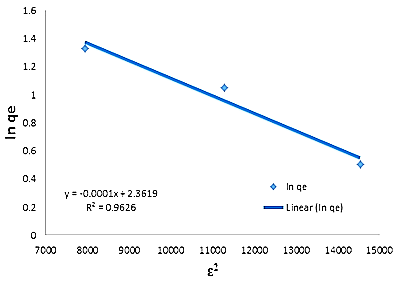 1.6
1.4
1.2
1
0.8
0.6
0.4
0.2
0
ln qe
y = -0.0001x + 2.3619
R² = 0.9626
ln qe
Linear (ln qe)
7000 8000 9000 10000 11000 12000 13000 14000 15000
ε²